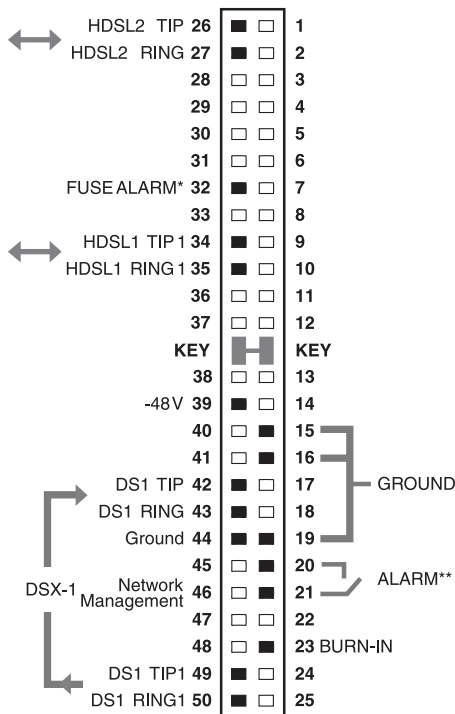 HDSL2 TIP 26 1
HDSL2 RING 27 2
28 3
29 4
30 5
31 6
FUSE ALARM* 32 7
33 8
HDSL1 TIP 1 34 9
HDSL1 RING 1 35 10
36 11
37 12
KEY KEY
38 13
-48V 39 14
40 15
41 16
DS1 TIP 42 17 GROUND
DS1 RING 43 18
Ground 44 19
45 20
DSX-1 Network Management 46 21 ALARM**
47 22
48 23 BURN-IN
DS1 TIP1 49 24
DS1 RING1 50 25